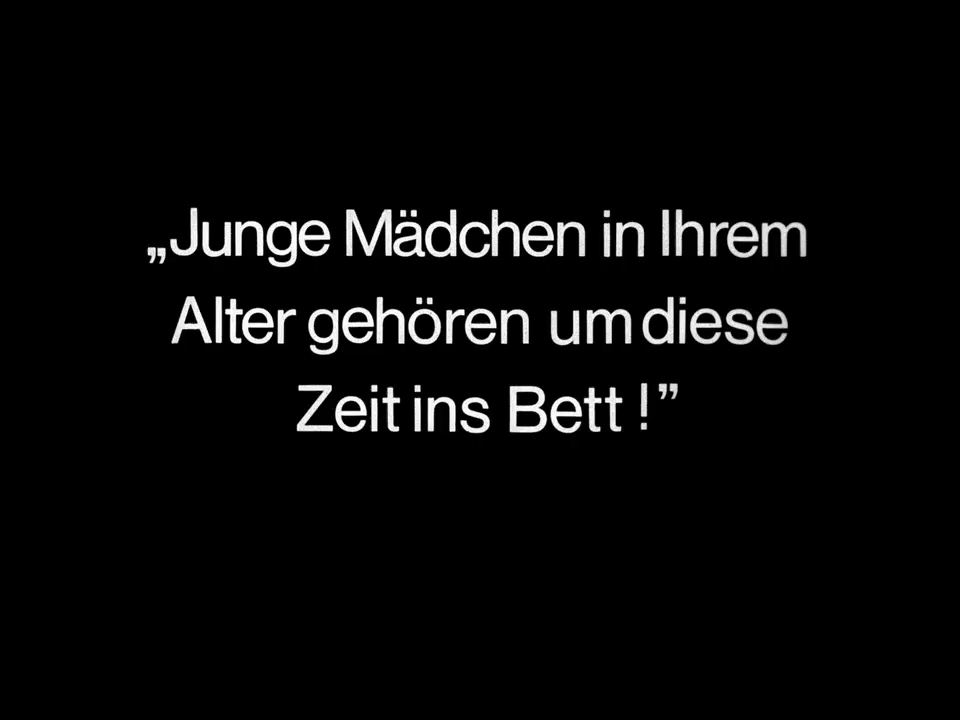 „Junge Mädchen in Ihrem
Alter gehören um diese
Zeit ins Bett !”